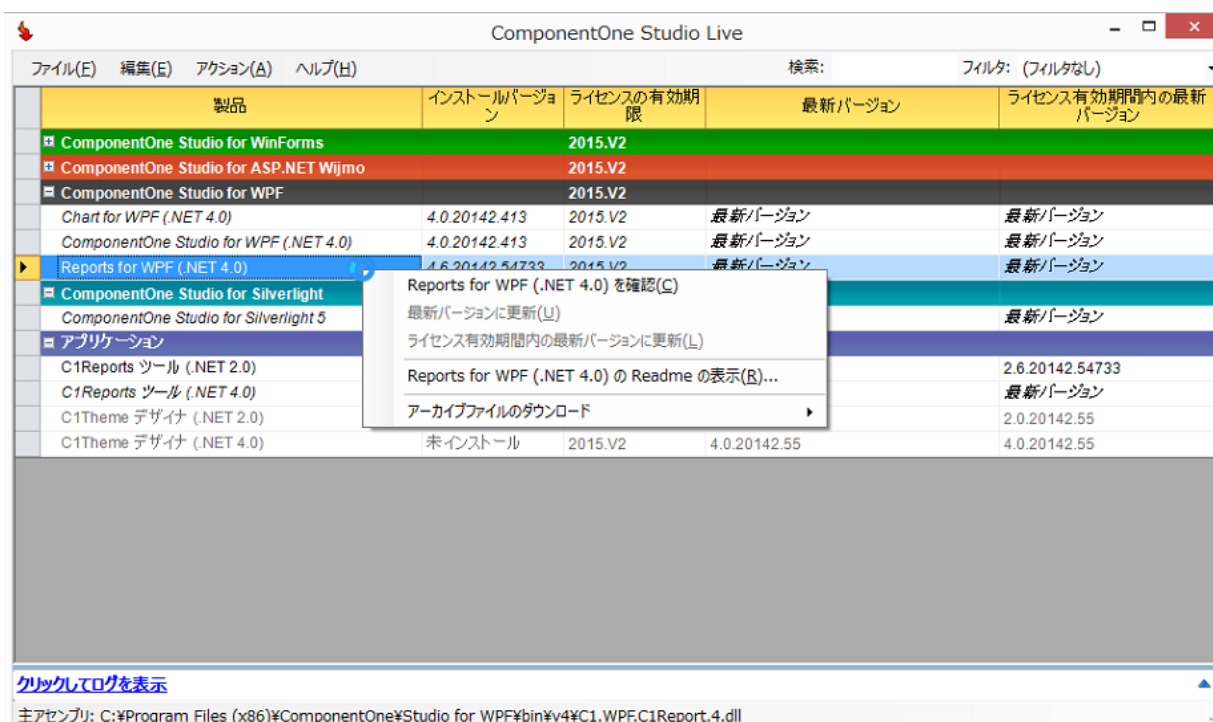 ComponentOne Studio Live
ファイル(F) 編集(E) アクション(A) ヘルプ(H) 検索: フィルタ: (フィルタなし)
製品 インストールバージョン ライセンスの有効期限 最新バージョン ライセンス有効期間内の最新バージョン
ComponentOne Studio for WinForms 2015.V2
ComponentOne Studio for ASP.NET Wijmo 2015.V2
ComponentOne Studio for WPF 2015.V2
Chart for WPF (.NET 4.0) 4.0.20142.413 2015.V2 最新バージョン 最新バージョン
ComponentOne Studio for WPF (.NET 4.0) 4.0.20142.413 2015.V2 最新バージョン 最新バージョン
Reports for WPF (.NET 4.0) 4.6.20142.54733 2015.V2 最新バージョン 最新バージョン
Reports for WPF (.NET 4.0) を確認(C)
最新バージョンに更新(U)
ライセンス有効期間内の最新バージョンに更新(L)
Reports for WPF (.NET 4.0) の Readme の表示(R)...
アーカイブファイルのダウンロード
ComponentOne Studio for Silverlight
ComponentOne Studio for Silverlight 5 最新バージョン
アプリケーション
C1Reports ツール (.NET 2.0) 2.6.20142.54733
C1Reports ツール (.NET 4.0) 最新バージョン
C1Theme デザイナ (.NET 2.0) 2.0.20142.55
C1Theme デザイナ (.NET 4.0) 未インストール 2015.V2 4.0.20142.55 4.0.20142.55
クリックしてログを表示
主アセンブリ: C:¥Program Files (x86)¥ComponentOne¥Studio for WPF¥bin¥v4¥C1.WPF.C1Report.4.dll